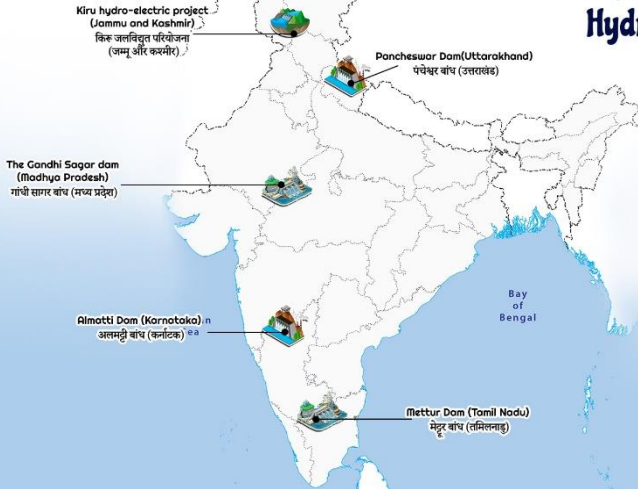 Kiru hydro-electric project
(Jammu and Kashmir)
किरू जलविद्युत परियोजना
(जम्मू और कश्मीर)
Pancheswar Dam(Uttarakhand)
पंचेश्वर बांध (उत्तराखंड)
The Gandhi Sagar dam
(Madhya Pradesh)
गांधी सागर बांध (मध्य प्रदेश)
Bay
of
Bengal
Almatti Dam (Karnataka)
अलमट्टी बांध (कर्नाटक)
Mettur Dam (Tamil Nadu)
मेट्टूर बांध (तमिलनाडु)